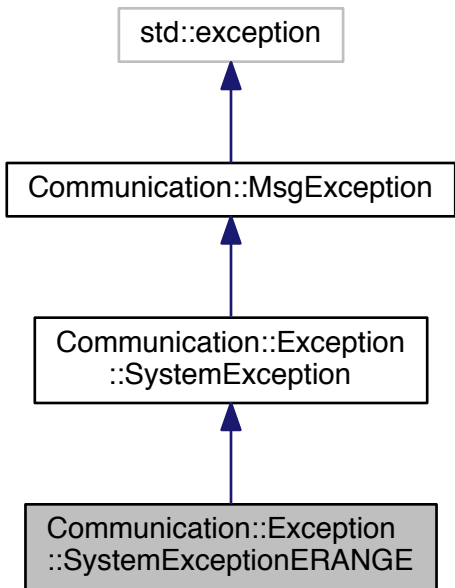 std::exception
Communication::MsgException
Communication::Exception
::SystemException
Communication::Exception
::SystemExceptionERANGE